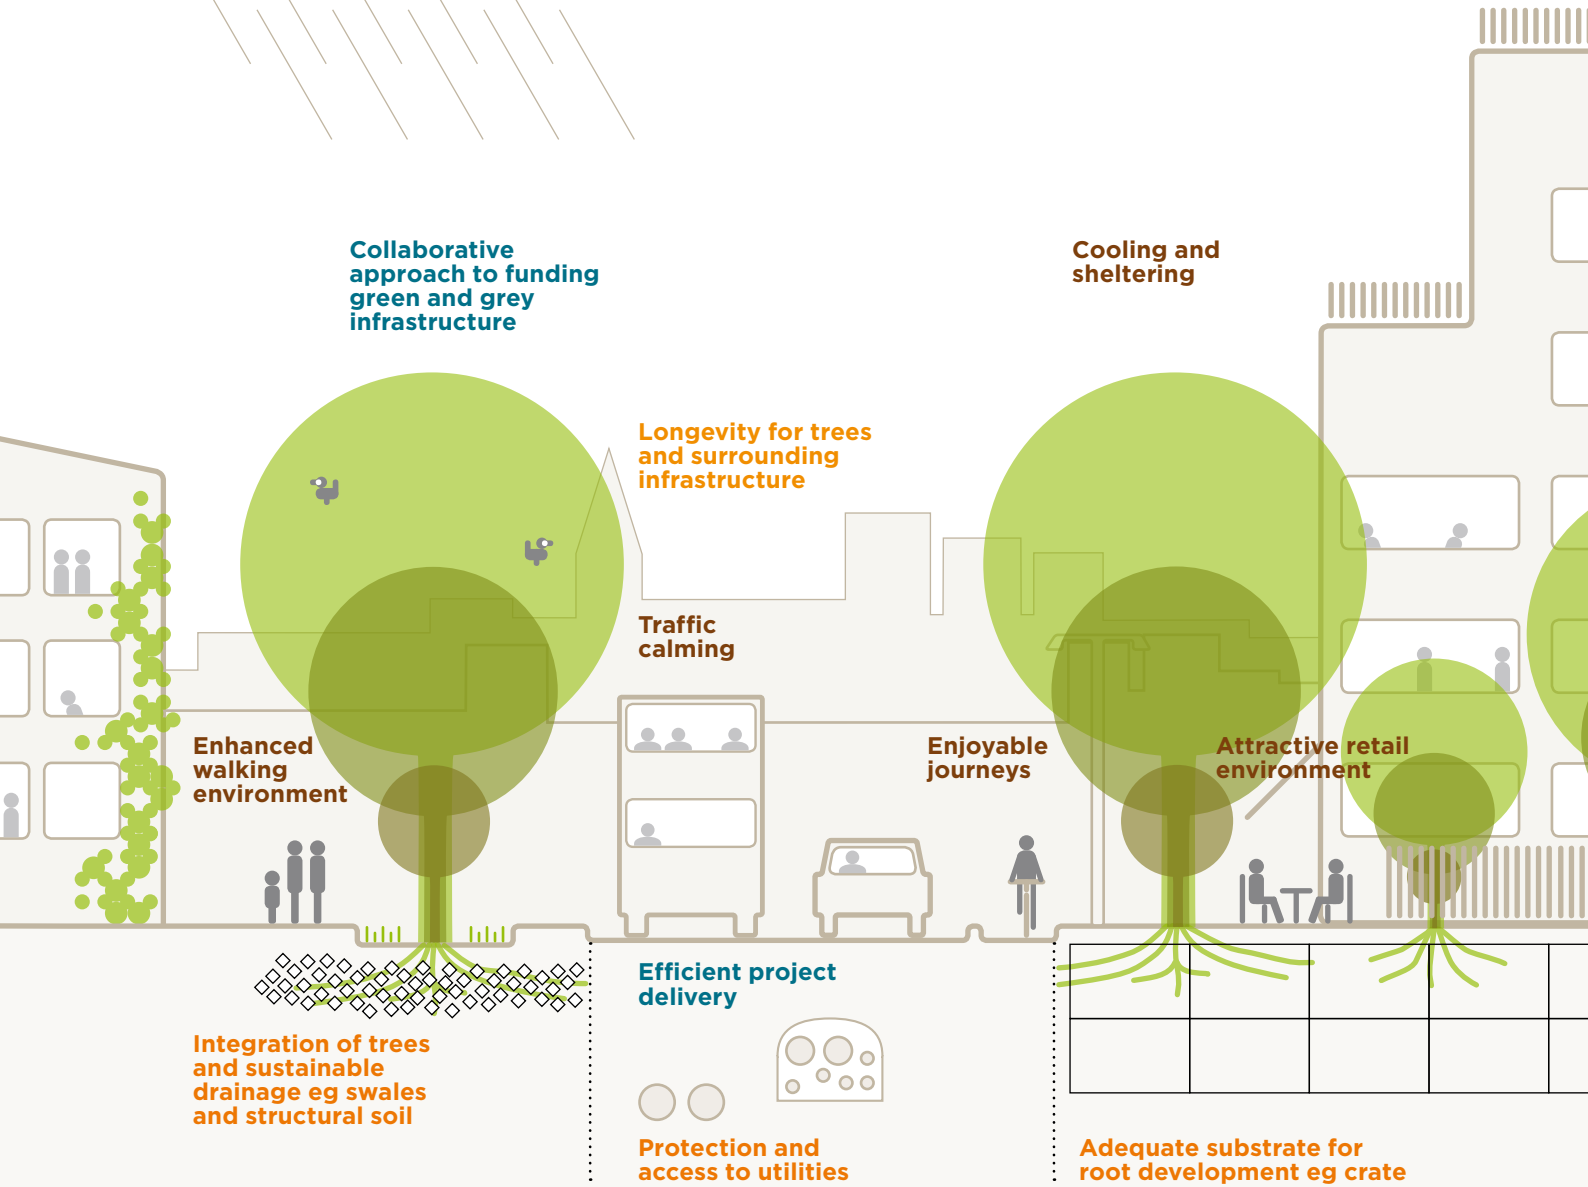 Collaborative
approach to funding
green and grey
infrastructure
Cooling and
sheltering
Longevity for trees
and surrounding
infrastructure
Traffic
calming
Enhanced
walking
environment
Enjoyable
journeys
Attractive retail
environment
Efficient project
delivery
Integration of trees
and sustainable
drainage eg swales
and structural soil
Protection and
access to utilities
Adequate substrate for
root development eg crate